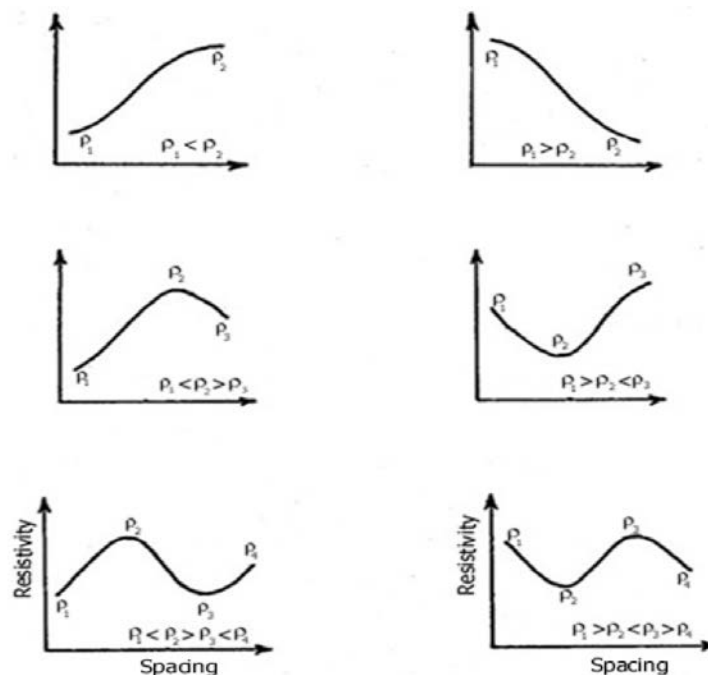 ρ₂
ρ₁
ρ₁ < ρ₂
ρ₁
ρ₂
ρ₁ > ρ₂
ρ₂
ρ₃
ρ₁
ρ₁ < ρ₂ > ρ₃
ρ₃
ρ₁
ρ₂
ρ₁ > ρ₂ < ρ₃
Resistivity
ρ₂
ρ₄
ρ₁
ρ₃
ρ₁ < ρ₂ > ρ₃ < ρ₄
Spacing
Resistivity
ρ₁
ρ₃
ρ₂
ρ₄
ρ₁ > ρ₂ < ρ₃ > ρ₄
Spacing